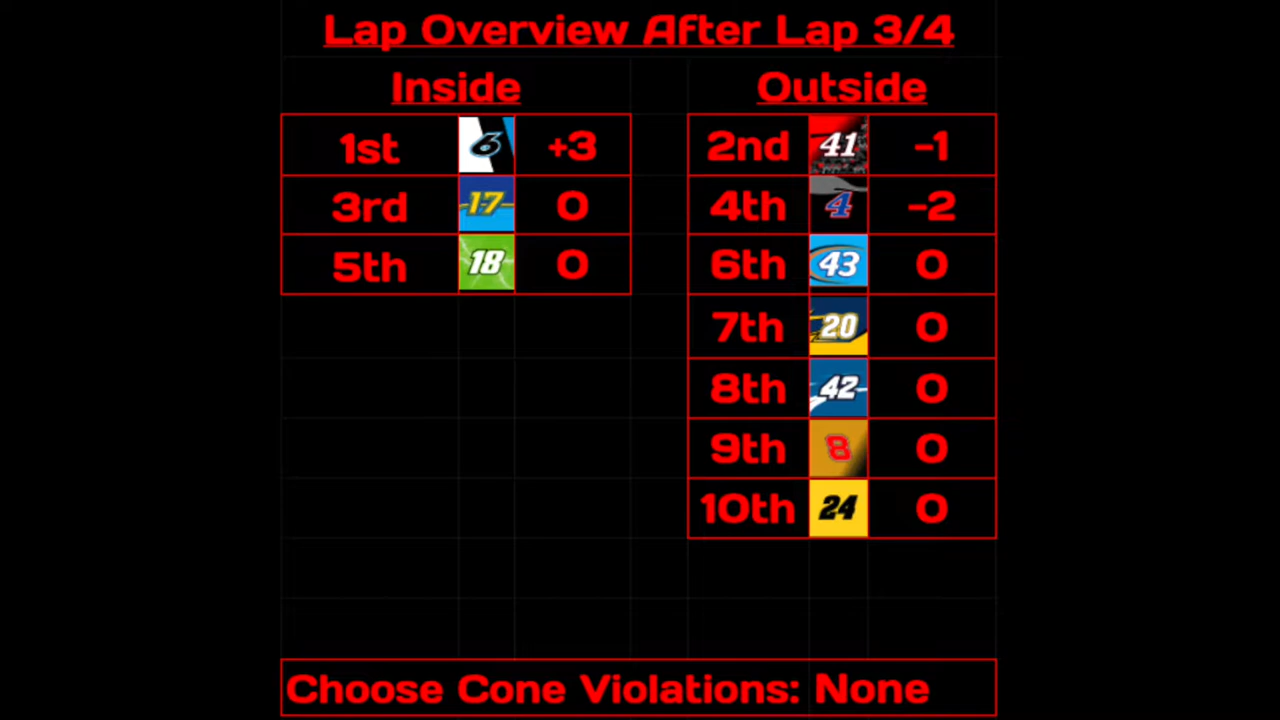 Lap Overview After Lap 3/4
Inside Outside
1st 6 +3 2nd 41 -1
3rd 17 0 4th 4 -2
5th 18 0 6th 43 0
7th 20 0
8th 42 0
9th 8 0
10th 24 0
Choose Cone Violations: None